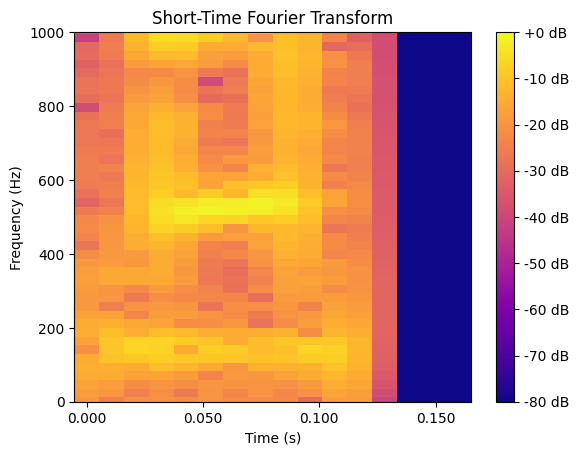 Short-Time Fourier Transform
1000
800
600
400
200
0
Frequency (Hz)
0.000
0.050
0.100
0.150
Time (s)
+0 dB
-10 dB
-20 dB
-30 dB
-40 dB
-50 dB
-60 dB
-70 dB
-80 dB